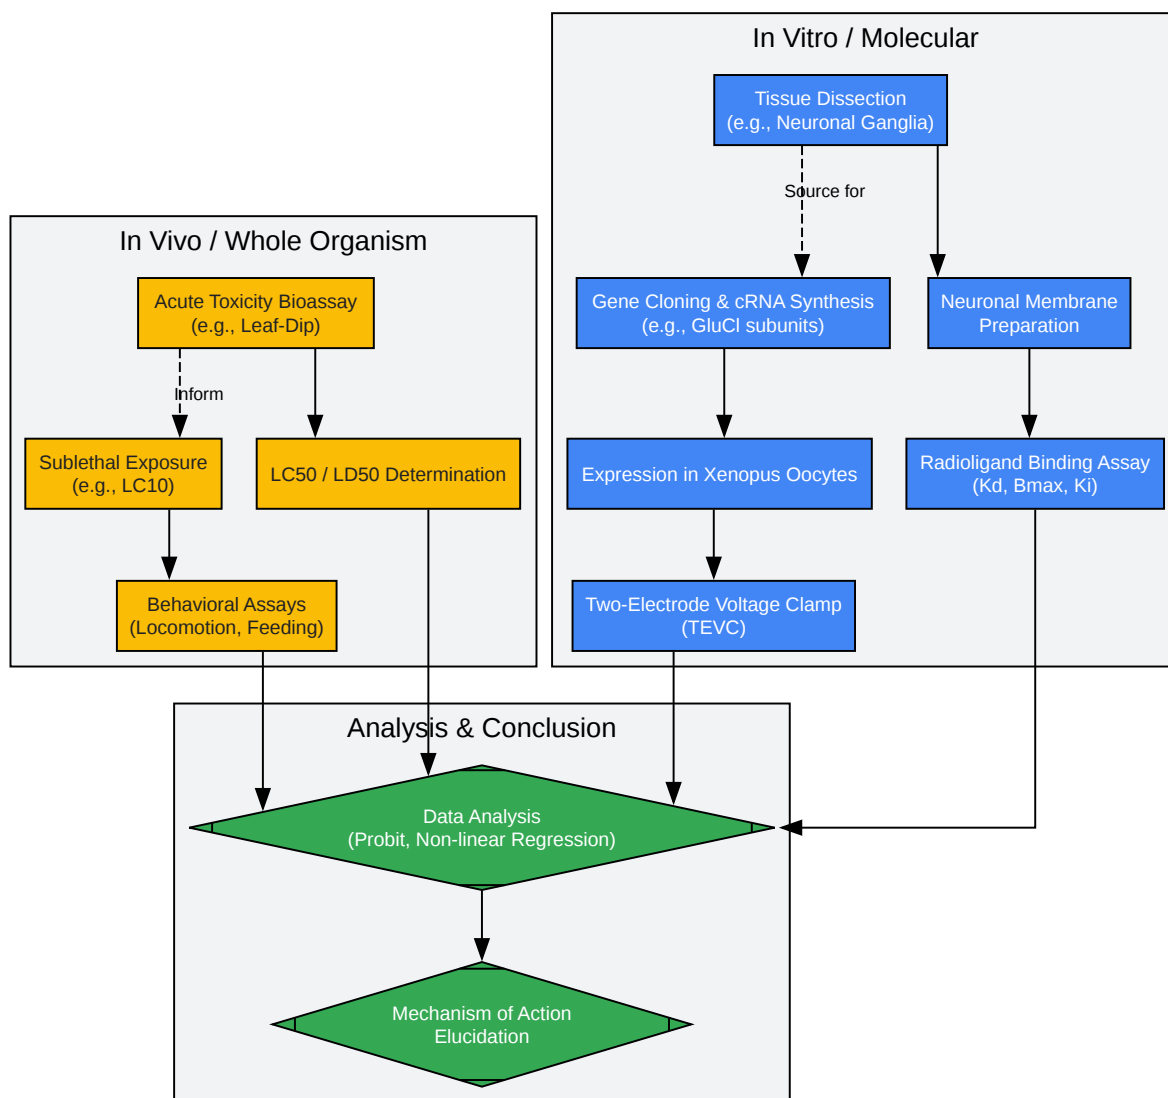 In Vitro / Molecular
Tissue Dissection
(e.g., Neuronal Ganglia)
Source for
Gene Cloning & cRNA Synthesis
(e.g., GluCl subunits)
Neuronal Membrane
Preparation
Expression in Xenopus Oocytes
Radioligand Binding Assay
(Kd, Bmax, Ki)
Two-Electrode Voltage Clamp
(TEVC)
In Vivo / Whole Organism
Acute Toxicity Bioassay
(e.g., Leaf-Dip)
Inform
Sublethal Exposure
(e.g., LC10)
LC50 / LD50 Determination
Behavioral Assays
(Locomotion, Feeding)
Analysis & Conclusion
Data Analysis
(Probit, Non-linear Regression)
Mechanism of Action
Elucidation